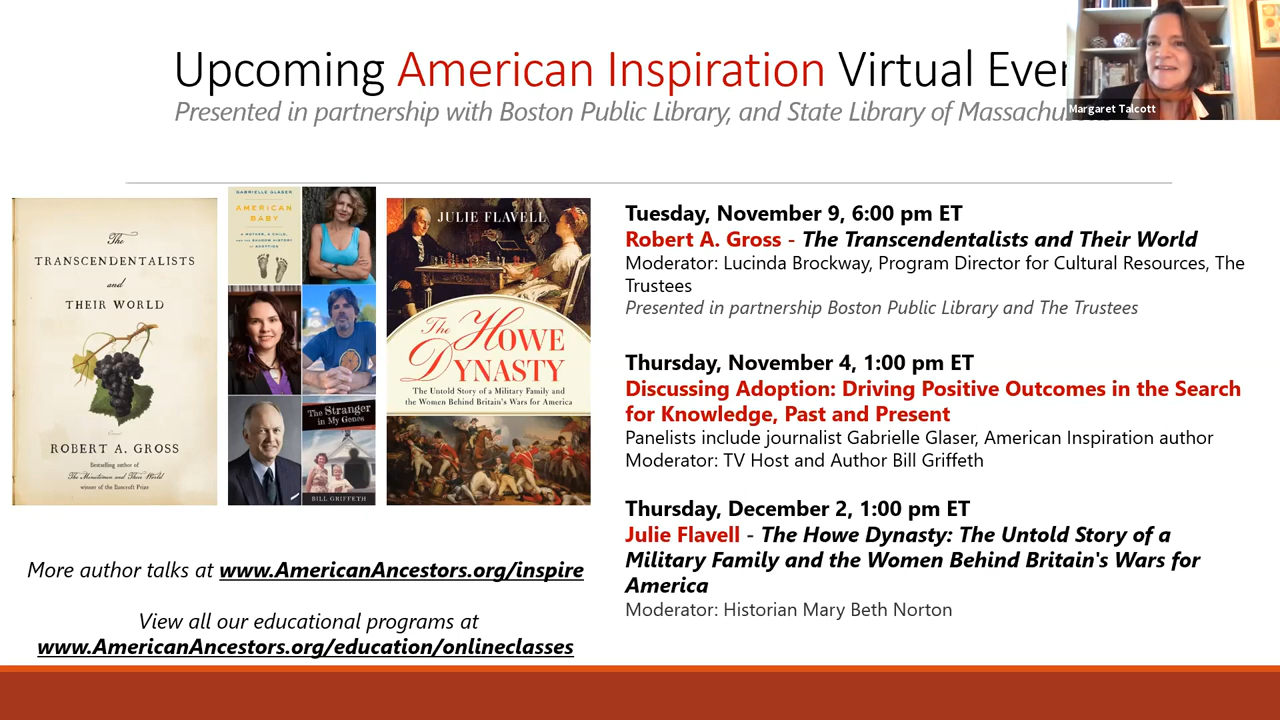 Upcoming American Inspiration Virtual
Presented in partnership with Boston Public Library, and State Library of
Margaret Talcott
The
TRANSCENDENTALISTS
and
THEIR WORLD
ROBERT A. GROSS
Bestselling author of
The Minutemen and Their World
winner of the Bancroft Prize
GABRIELLE GLASER
AMERICAN
BABY
A MOTHER, A CHILD,
AND THE SHADOW HISTORY
OF ADOPTION
The Stranger
in My Genes
BILL GRIFFETH
JULIE FLAVELL
The HOWE
DYNASTY
The Untold Story of a Military Family and
the Women Behind Britain's Wars for America
Tuesday, November 9, 6:00 pm ET
Robert A. Gross - The Transcendentalists and Their World
Moderator: Lucinda Brockway, Program Director for Cultural Resources, The
Trustees
Presented in partnership Boston Public Library and The Trustees
Thursday, November 4, 1:00 pm ET
Discussing Adoption: Driving Positive Outcomes in the Search
for Knowledge, Past and Present
Panelists include journalist Gabrielle Glaser, American Inspiration author
Moderator: TV Host and Author Bill Griffeth
Thursday, December 2, 1:00 pm ET
Julie Flavell - The Howe Dynasty: The Untold Story of a
Military Family and the Women Behind Britain's Wars for
America
Moderator: Historian Mary Beth Norton
More author talks at www.AmericanAncestors.org/inspire
View all our educational programs at
www.AmericanAncestors.org/education/onlineclasses